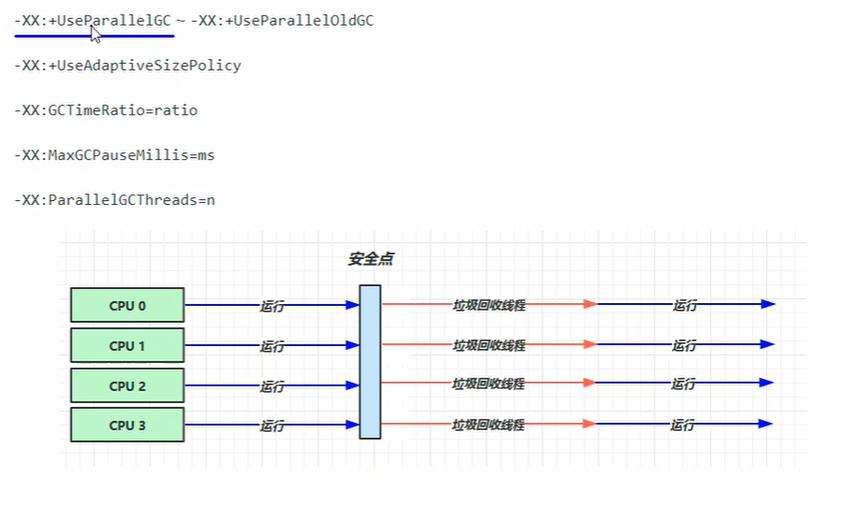 -XX:+UseParallelGC ~ -XX:+UseParallelOldGC
-XX:+UseAdaptiveSizePolicy
-XX:GCTimeRatio=ratio
-XX:MaxGCPauseMillis=ms
-XX:ParallelGCThreads=n
安全点
CPU 0 运行 垃圾回收线程 运行
CPU 1 运行 垃圾回收线程 运行
CPU 2 运行 垃圾回收线程 运行
CPU 3 运行 垃圾回收线程 运行